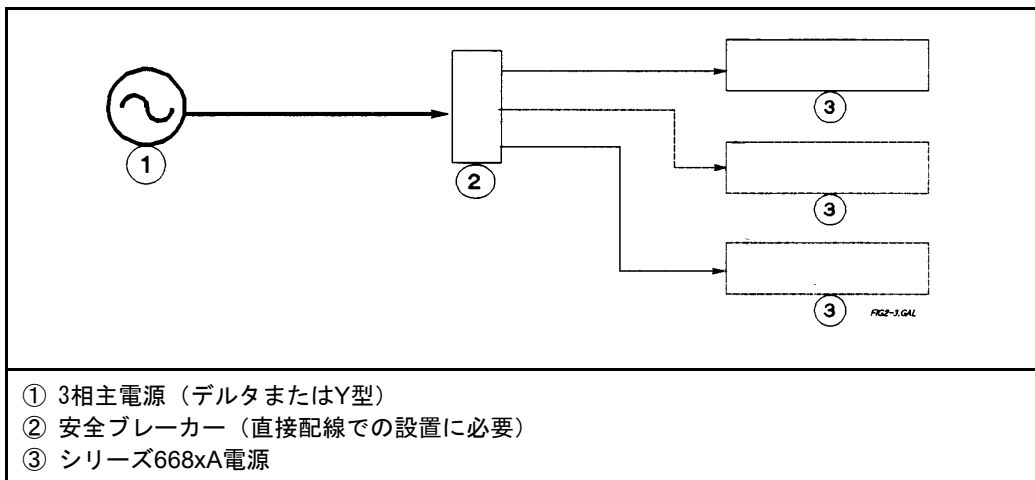 ①
②
③
③
③
FIG2-3.GAL
① 3相主電源（デルタまたはY型）
② 安全ブレーカー（直接配線での設置に必要）
③ シリーズ668xA電源